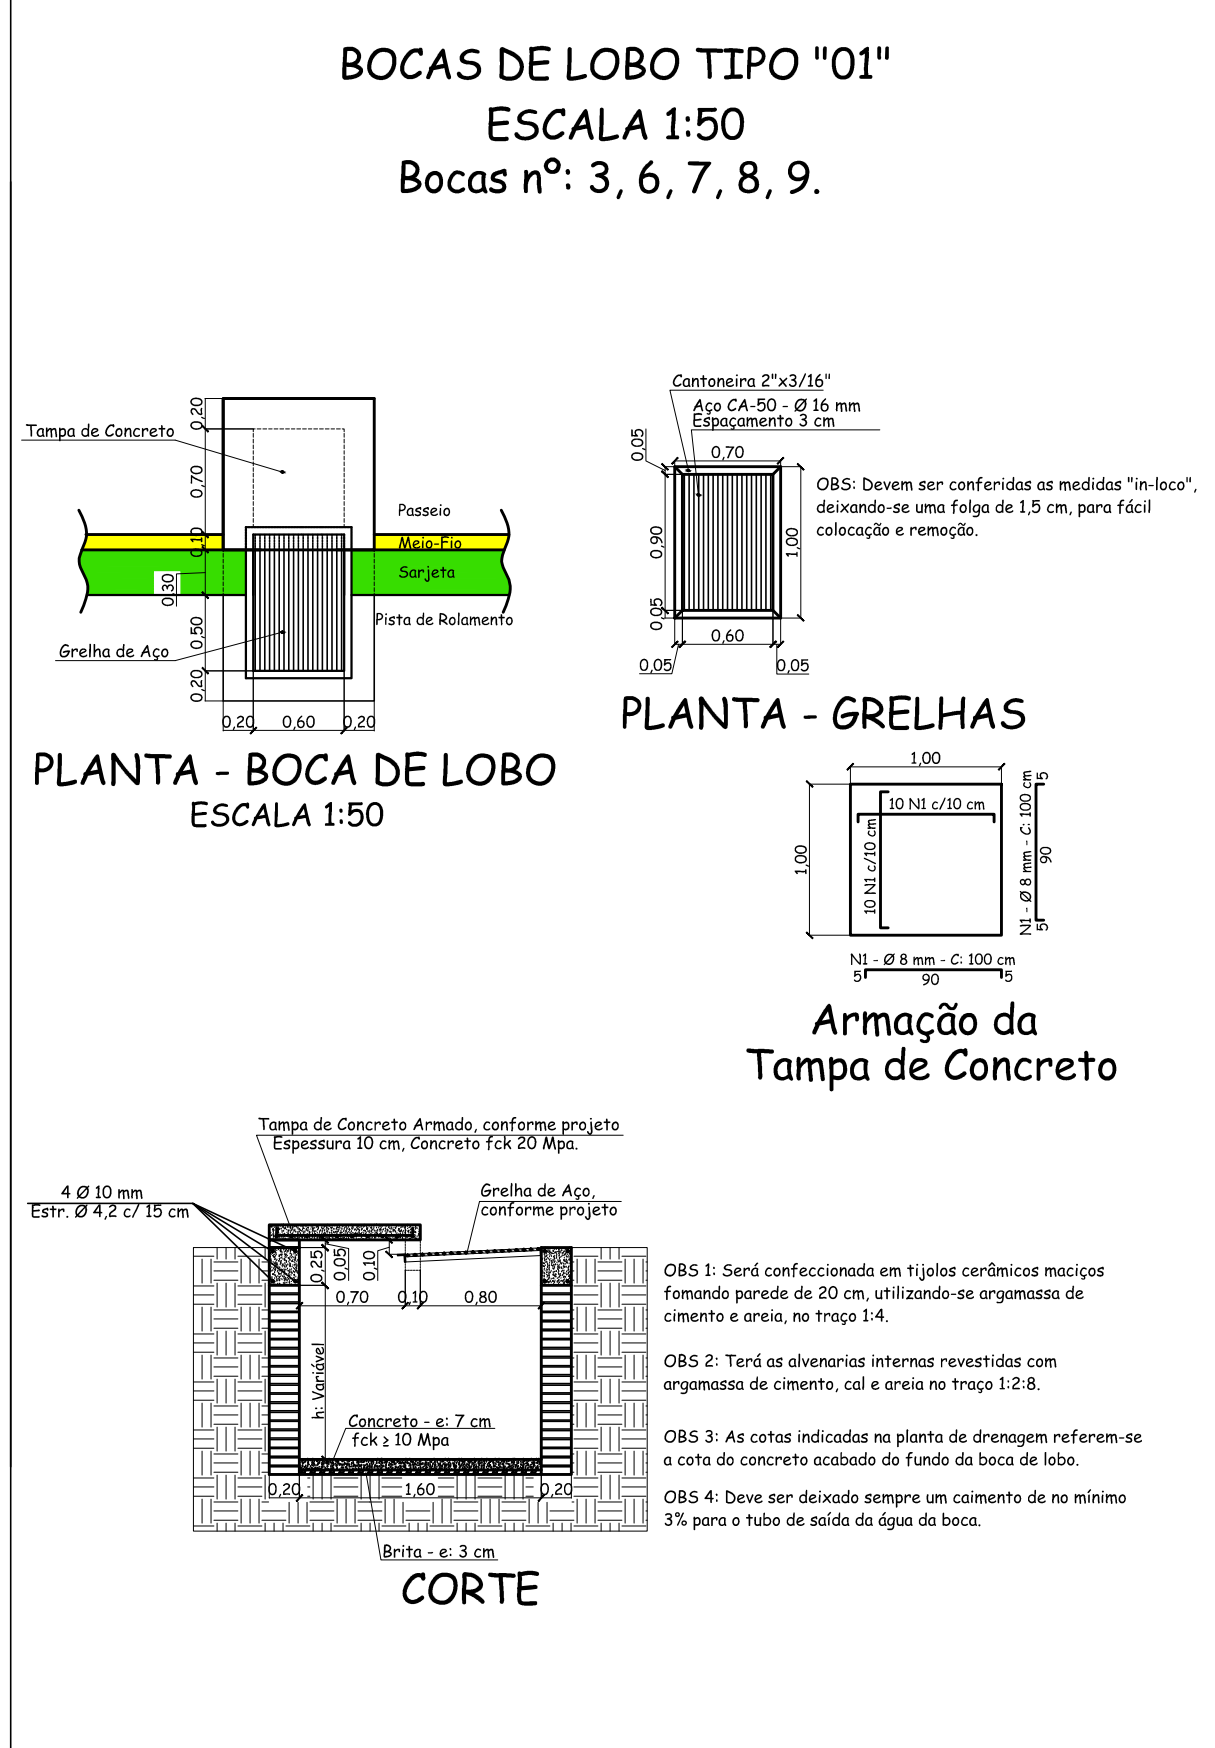 BOCAS DE LOBO TIPO "01"
ESCALA 1:50
Bocas nº: 3, 6, 7, 8, 9.
Tampa de Concreto
0,20
0,70
0,10
0,30
0,50
0,20
Passeio
Meio-Fio
Sarjeta
Pista de Rolamento
Grelha de Aço
0,20
0,60
0,20
PLANTA - BOCA DE LOBO
ESCALA 1:50
Cantoneira 2"x3/16"
Aço CA-50 - Ø 16 mm
Espaçamento 3 cm
0,05
0,70
0,90
1,00
0,05
0,60
0,05
0,05
OBS: Devem ser conferidas as medidas "in-loco",
deixando-se uma folga de 1,5 cm, para fácil
colocação e remoção.
PLANTA - GRELHAS
1,00
1,00
10 N1 c/10 cm
10 N1 c/10 cm
N1 - Ø 8 mm - C: 100 cm
5
90
5
N1 - Ø 8 mm - C: 100 cm
5
90
5
Armação da
Tampa de Concreto
Tampa de Concreto Armado, conforme projeto
Espessura 10 cm, Concreto fck 20 Mpa.
4 Ø 10 mm
Estr. Ø 4,2 c/ 15 cm
Grelha de Aço,
conforme projeto
0,25
0,05
0,10
0,70
0,10
0,80
h: Variável
Concreto - e: 7 cm
fck ≥ 10 Mpa
0,20
1,60
0,20
Brita - e: 3 cm
CORTE
OBS 1: Será confeccionada em tijolos cerâmicos maciços
fomando parede de 20 cm, utilizando-se argamassa de
cimento e areia, no traço 1:4.
OBS 2: Terá as alvenarias internas revestidas com
argamassa de cimento, cal e areia no traço 1:2:8.
OBS 3: As cotas indicadas na planta de drenagem referem-se
a cota do concreto acabado do fundo da boca de lobo.
OBS 4: Deve ser deixado sempre um caimento de no mínimo
3% para o tubo de saída da água da boca.